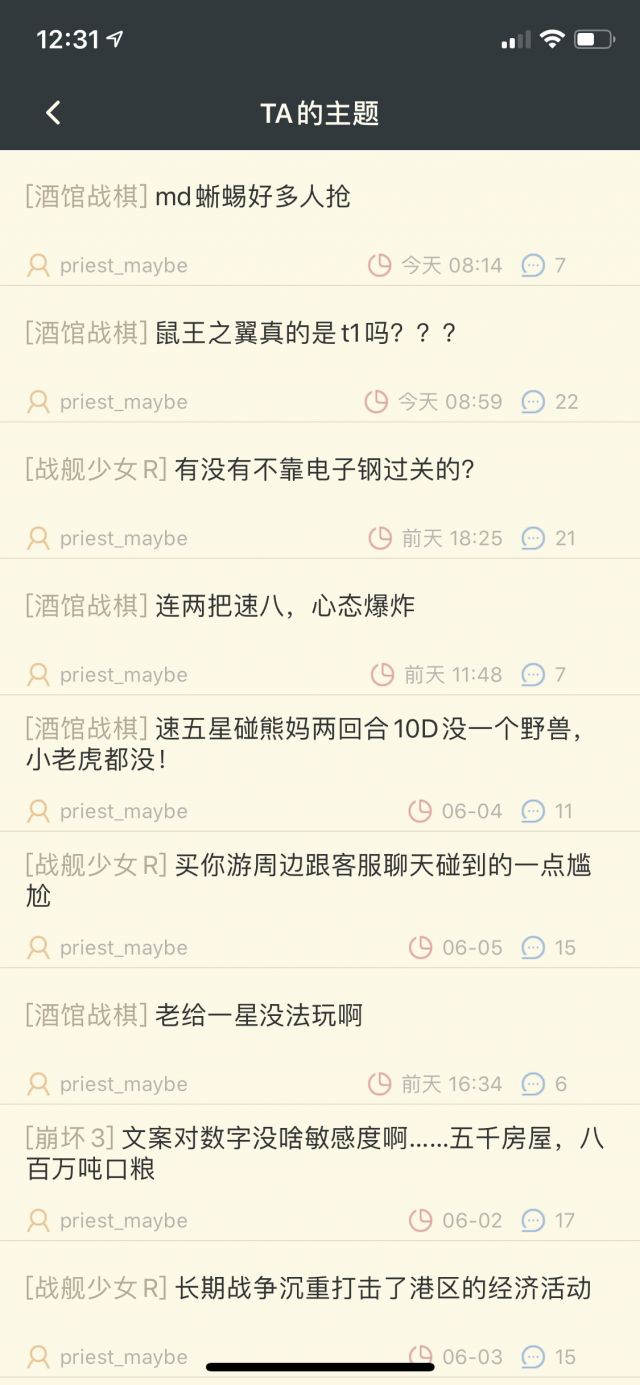 12:31
TA的主题
[酒馆战棋] md蜥蜴好多人抢
priest_maybe 今天 08:14 7
[酒馆战棋] 鼠王之翼真的是t1吗？？？
priest_maybe 今天 08:59 22
[战舰少女R] 有没有不靠电子钢过关的?
priest_maybe 前天 18:25 21
[酒馆战棋] 连两把速八，心态爆炸
priest_maybe 前天 11:48 7
[酒馆战棋] 速五星碰熊妈两回合10D没一个野兽，
小老虎都没！
priest_maybe 06-04 11
[战舰少女R] 买你游周边跟客服聊天碰到的一点尴
尬
priest_maybe 06-05 15
[酒馆战棋] 老给一星没法玩啊
priest_maybe 前天 16:34 6
[崩坏3] 文案对数字没啥敏感度啊……五千房屋，八
百万吨口粮
priest_maybe 06-02 17
[战舰少女R] 长期战争沉重打击了港区的经济活动
priest_maybe 06-03 15